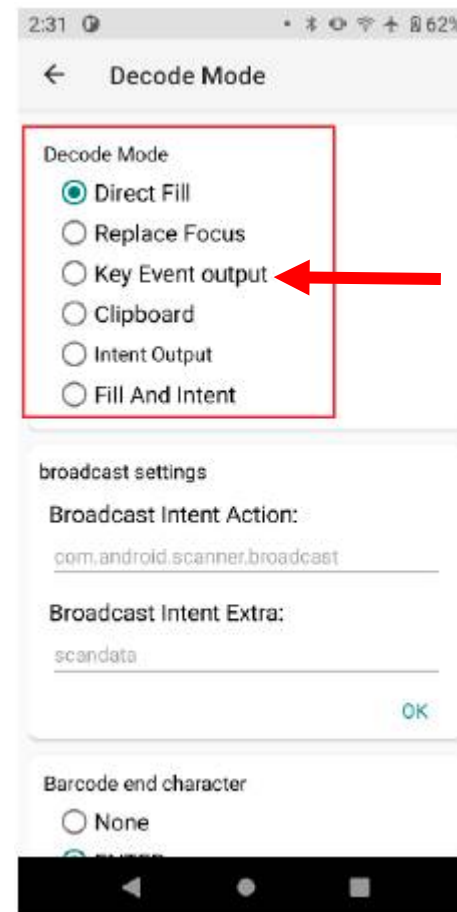 2:31 62%
Decode Mode
Decode Mode
Direct Fill
Replace Focus
Key Event output
Clipboard
Intent Output
Fill And Intent
broadcast settings
Broadcast Intent Action:
com.android.scanner.broadcast
Broadcast Intent Extra:
scandata
OK
Barcode end character
None
ENTER